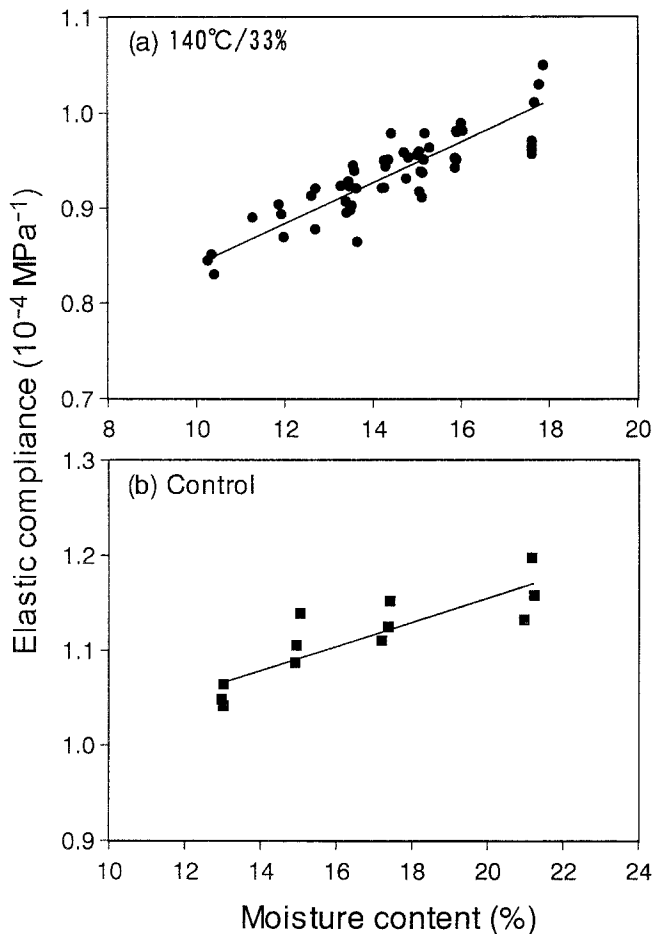 1.1
(a) 140℃/33%
1.0
0.9
0.8
0.7
8 10 12 14 16 18 20
Elastic compliance (10⁻⁴ MPa⁻¹)
1.3
(b) Control
1.2
1.1
1.0
0.9
10 12 14 16 18 20 22 24
Moisture content (%)